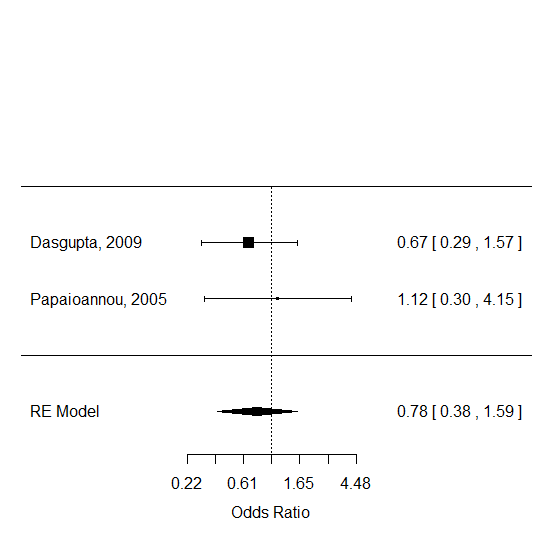 Dasgupta, 2009 0.67 [ 0.29 , 1.57 ]
Papaioannou, 2005 1.12 [ 0.30 , 4.15 ]
RE Model 0.78 [ 0.38 , 1.59 ]
0.22 0.61 1.65 4.48
Odds Ratio